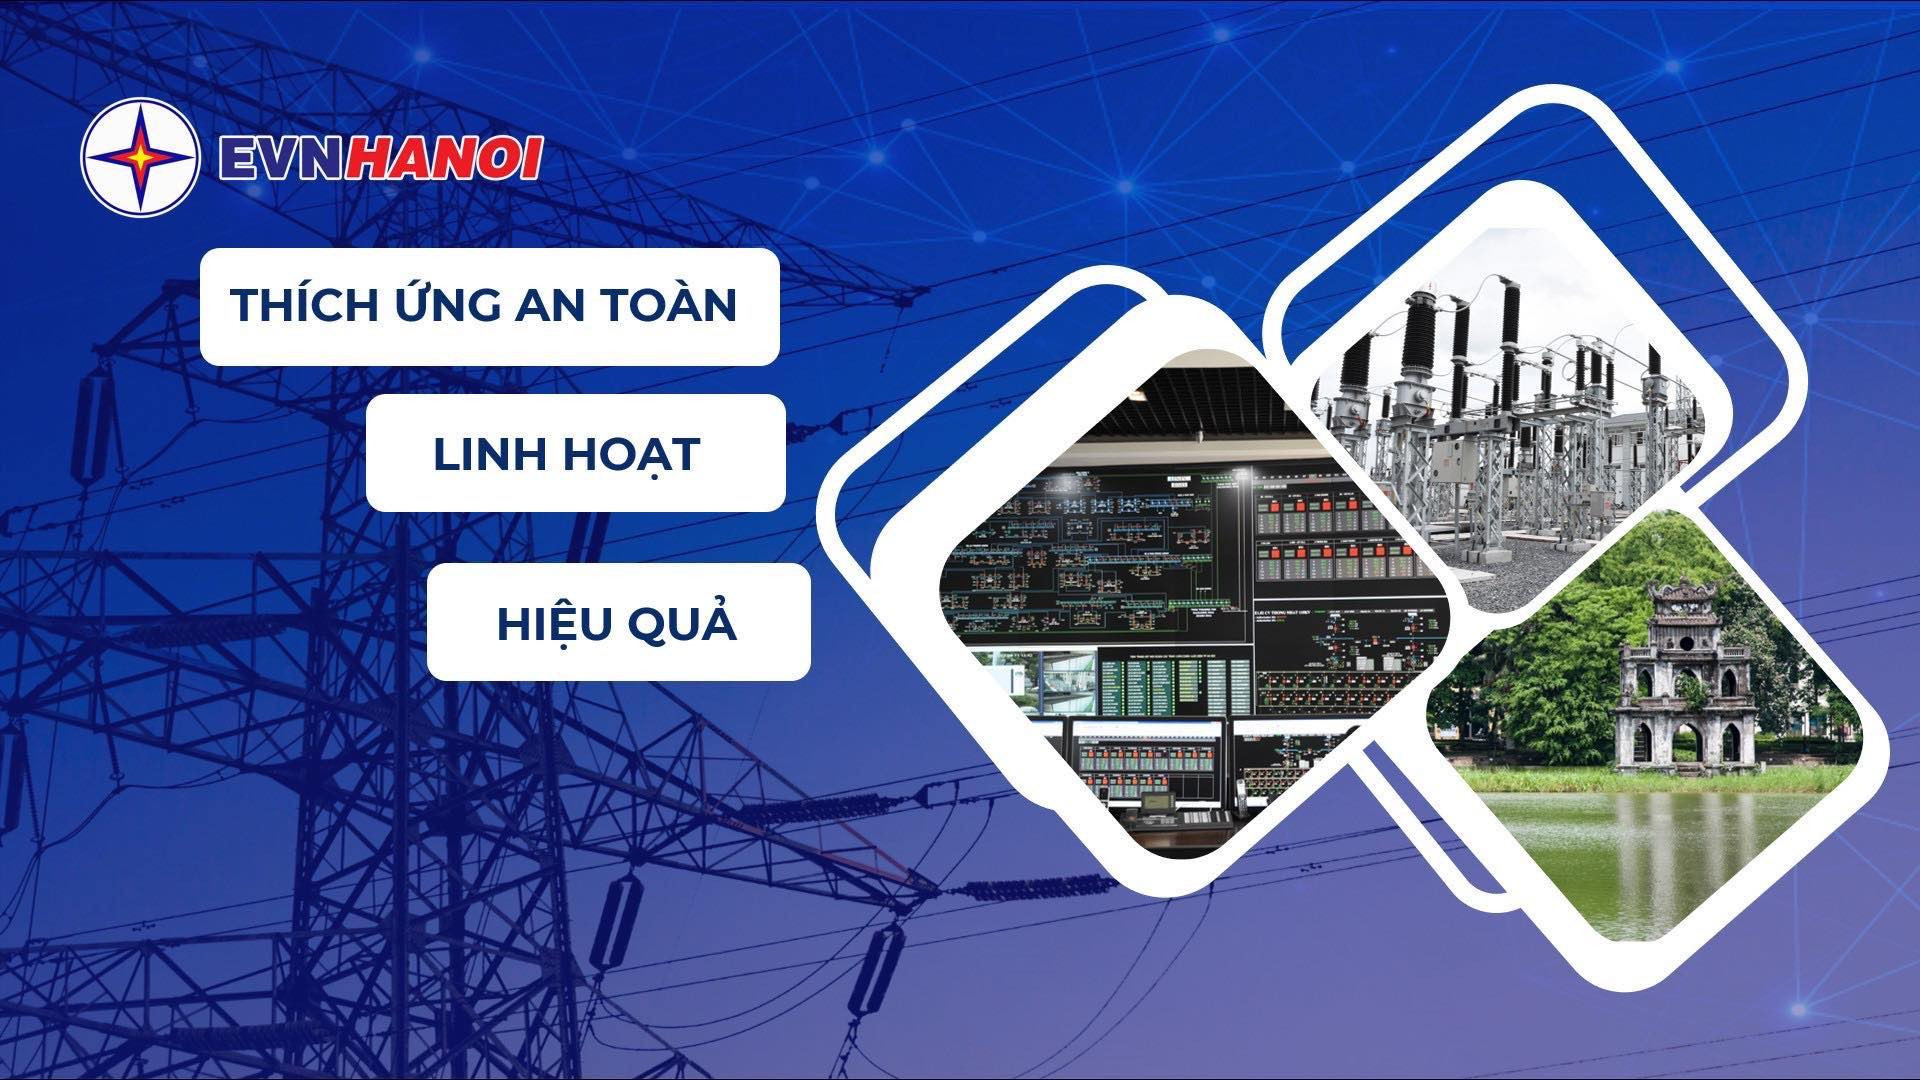 EVNHANOI
THÍCH ỨNG AN TOÀN
LINH HOẠT
HIỆU QUẢ